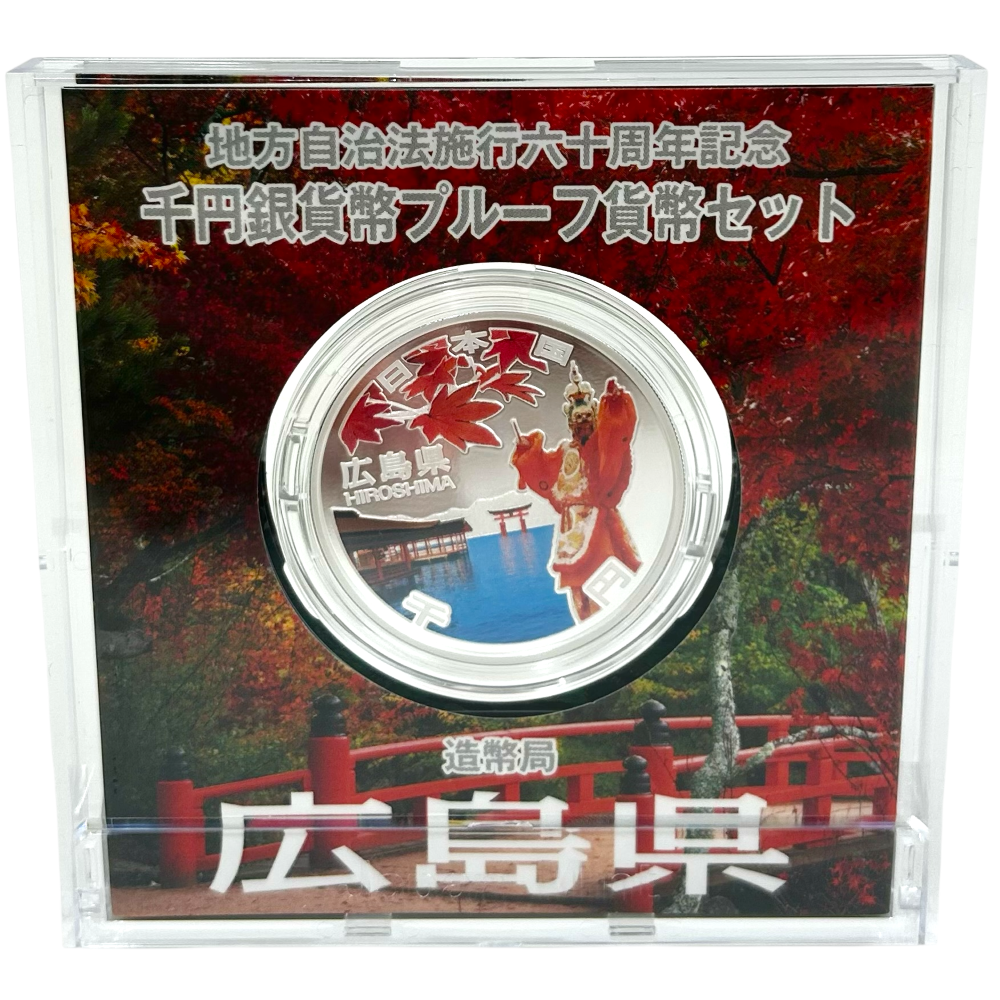 地方自治法施行六十周年記念
千円銀貨幣プルーフ貨幣セット
日本国
広島県
HIROSHIMA
千円
造幣局
広島県